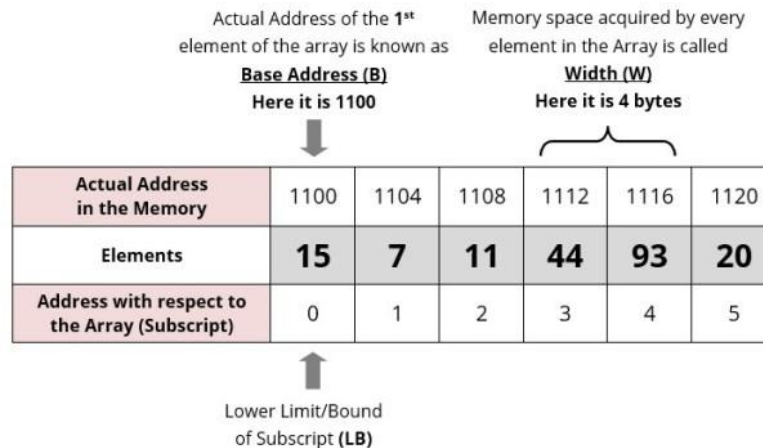 Actual Address of the 1st
element of the array is known as
Base Address (B)
Here it is 1100
Memory space acquired by every
element in the Array is called
Width (W)
Here it is 4 bytes
Actual Address
in the Memory
1100 1104 1108 1112 1116 1120
Elements 15 7 11 44 93 20
Address with respect to
the Array (Subscript)
0 1 2 3 4 5
Lower Limit/Bound
of Subscript (LB)